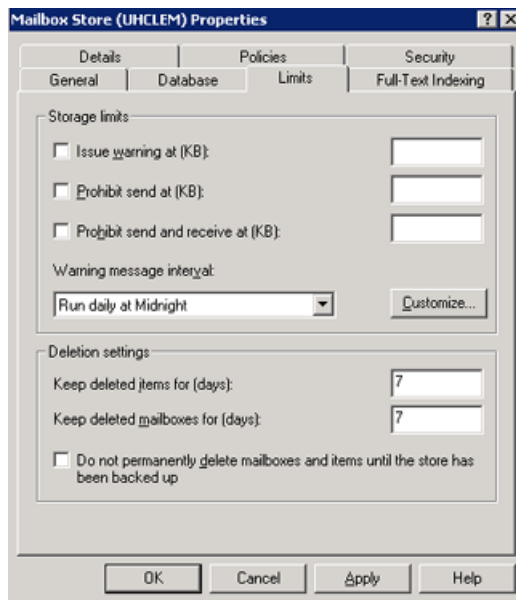 Mailbox Store (UHCLEM) Properties
? X
Details Policies Security
General Database Limits Full-Text Indexing
Storage limits
Issue warning at (KB):
Prohibit send at (KB):
Prohibit send and receive at (KB):
Warning message interval:
Run daily at Midnight Customize...
Deletion settings
Keep deleted items for (days): 7
Keep deleted mailboxes for (days): 7
Do not permanently delete mailboxes and items until the store has
been backed up
OK Cancel Apply Help